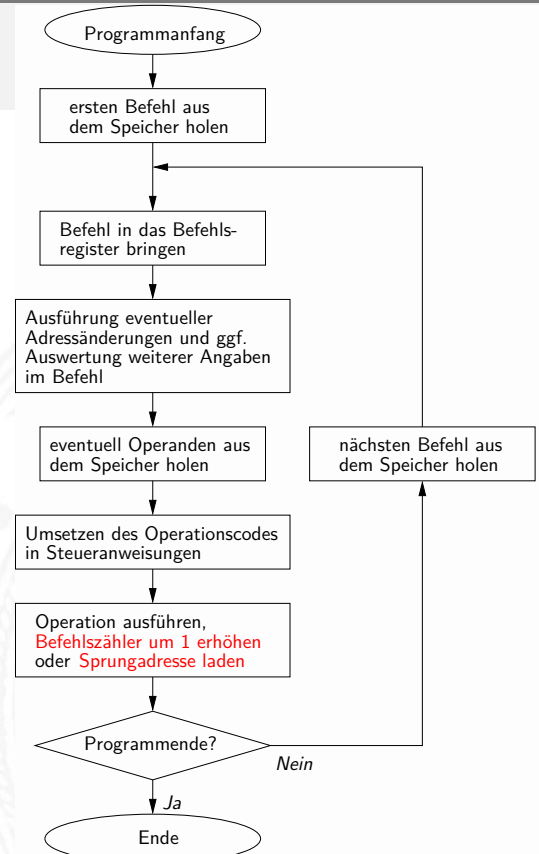 Programmanfang
ersten Befehl aus
dem Speicher holen
Befehl in das Befehls-
register bringen
Ausführung eventueller
Adressänderungen und ggf.
Auswertung weiterer Angaben
im Befehl
eventuell Operanden aus
dem Speicher holen
nächsten Befehl aus
dem Speicher holen
Umsetzen des Operationscodes
in Steueranweisungen
Operation ausführen,
Befehlszähler um 1 erhöhen
oder Sprungadresse laden
Programmende?
Nein
Ja
Ende